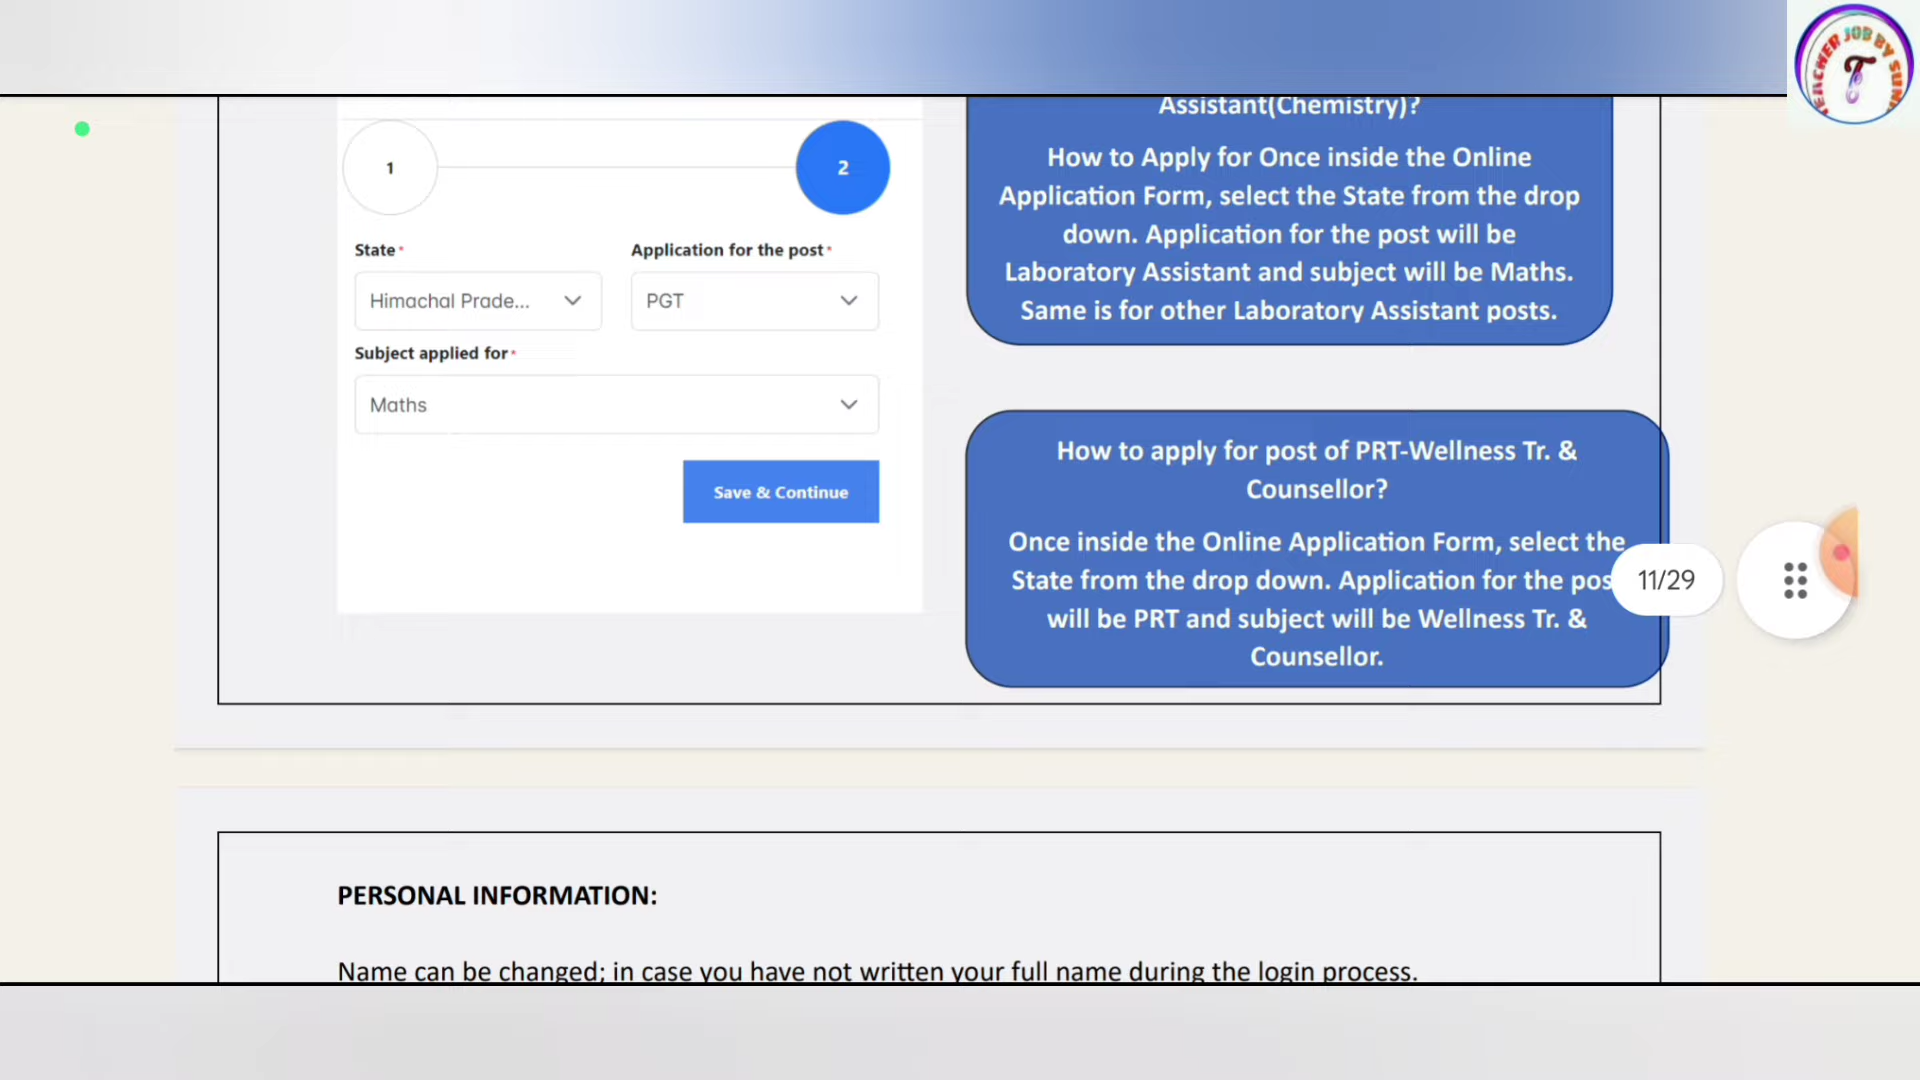 TEACHER JOB BY SUNI
1
2
State*
Application for the post*
Himachal Prade...
PGT
Subject applied for*
Maths
Save & Continue
Assistant(Chemistry)?
How to Apply for Once inside the Online
Application Form, select the State from the drop
down. Application for the post will be
Laboratory Assistant and subject will be Maths.
Same is for other Laboratory Assistant posts.
How to apply for post of PRT-Wellness Tr. &
Counsellor?
Once inside the Online Application Form, select the
State from the drop down. Application for the pos
will be PRT and subject will be Wellness Tr. &
Counsellor.
11/29
PERSONAL INFORMATION:
Name can be changed; in case you have not written your full name during the login process.